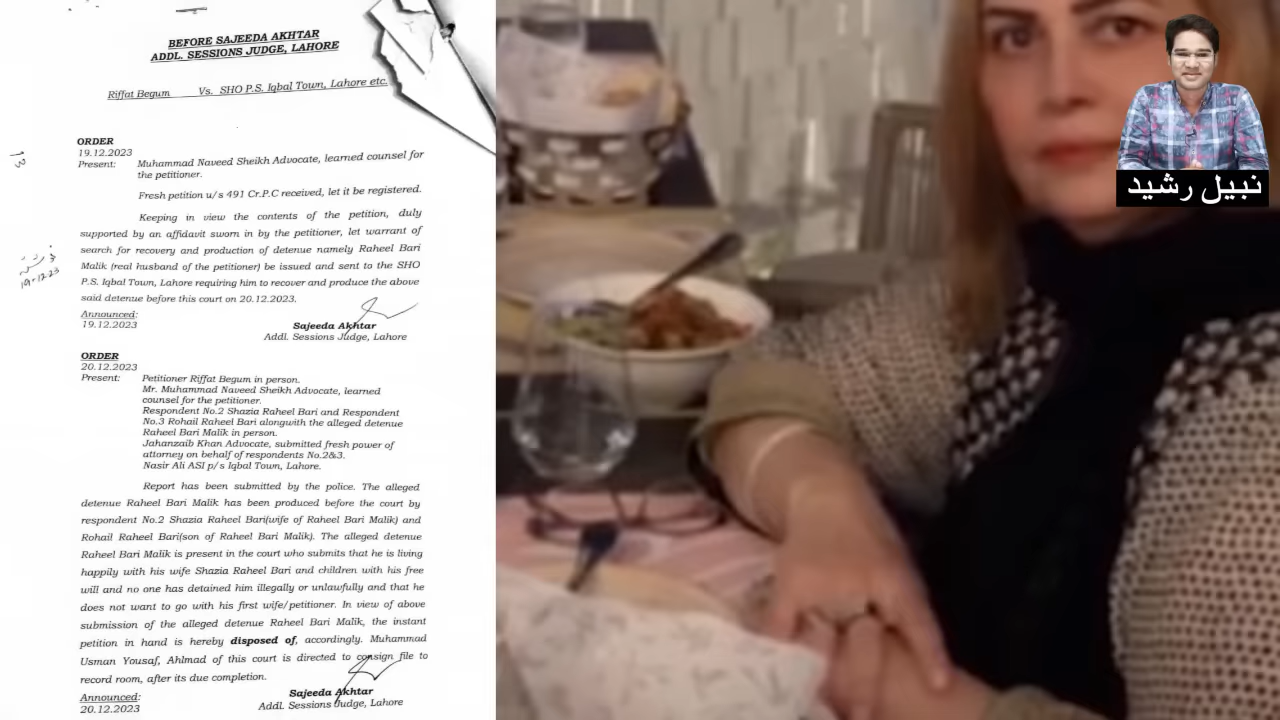 BEFORE SAJEEDA AKHTAR
ADDL. SESSIONS JUDGE, LAHORE
Riffat Begum Vs. SHO P.S. Iqbal Town, Lahore etc.
ORDER
19.12.2023
Present: Muhammad Naveed Sheikh Advocate, learned counsel for
the petitioner.
Fresh petition u/s 491 Cr.P.C received, let it be registered.
Keeping in view the contents of the petition, duly
supported by an affidavit sworn in by the petitioner, let warrant of
search for recovery and production of detenue namely Raheel Bari
Malik (real husband of the petitioner) be issued and sent to the SHO
P.S. Iqbal Town, Lahore requiring him to recover and produce the above
said detenue before this court on 20.12.2023.
Announced:
19.12.2023
Sajeeda Akhtar
Addl. Sessions Judge, Lahore
ORDER
20.12.2023
Present: Petitioner Riffat Begum in person.
Mr. Muhammad Naveed Sheikh Advocate, learned
counsel for the petitioner.
Respondent No.2 Shazia Raheel Bari and Respondent
No.3 Rohail Raheel Bari alongwith the alleged detenue
Raheel Bari Malik in person.
Jahanzaib Khan Advocate, submitted fresh power of
attorney on behalf of respondents No.2&3.
Nasir Ali ASI p/s Iqbal Town, Lahore.
Report has been submitted by the police. The alleged
detenue Raheel Bari Malik has been produced before the court by
respondent No.2 Shazia Raheel Bari(wife of Raheel Bari Malik) and
Rohail Raheel Bari(son of Raheel Bari Malik). The alleged detenue
Raheel Bari Malik is present in the court who submits that he is living
happily with his wife Shazia Raheel Bari and children with his free
will and no one has detained him illegally or unlawfully and that he
does not want to go with his first wife/petitioner. In view of above
submission of the alleged detenue Raheel Bari Malik, the instant
petition in hand is hereby disposed of, accordingly. Muhammad
Usman Yousaf, Ahlmad of this court is directed to consign file to
record room, after its due completion.
Announced:
20.12.2023
Sajeeda Akhtar
Addl. Sessions Judge, Lahore
13
19-12-23
نبیل رشید